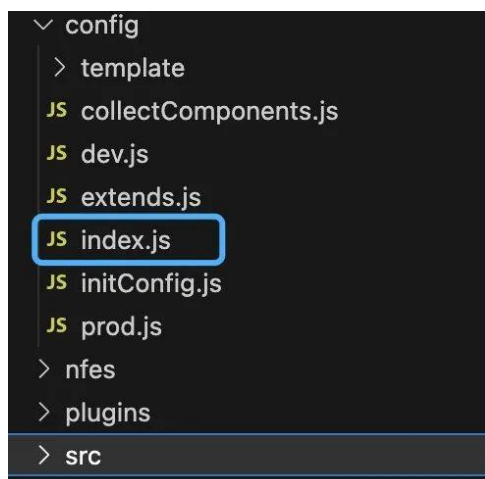 config
template
JS collectComponents.js
JS dev.js
JS extends.js
JS index.js
JS initConfig.js
JS prod.js
nfes
plugins
src